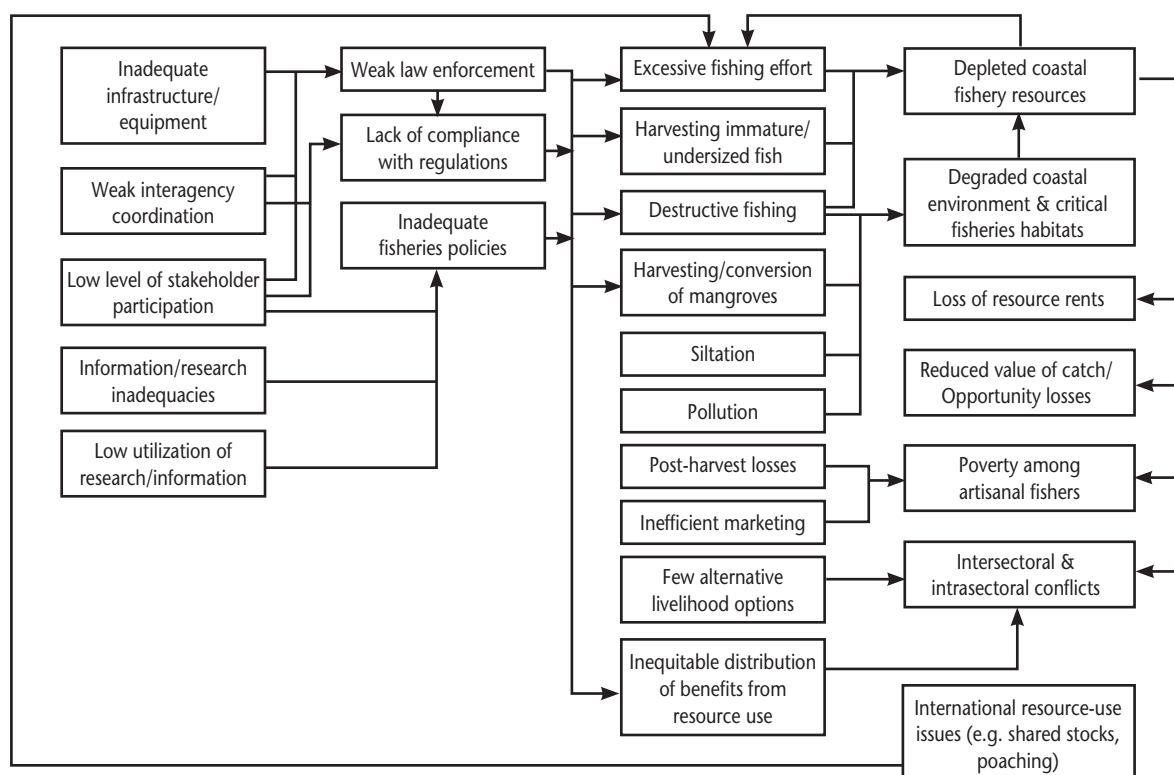 Inadequate
infrastructure/
equipment
Weak interagency
coordination
Low level of stakeholder
participation
Information/research
inadequacies
Low utilization of
research/information
Weak law enforcement
Lack of compliance
with regulations
Inadequate
fisheries policies
Excessive fishing effort
Harvesting immature/
undersized fish
Destructive fishing
Harvesting/conversion
of mangroves
Siltation
Pollution
Post-harvest losses
Inefficient marketing
Few alternative
livelihood options
Inequitable distribution
of benefits from
resource use
Depleted coastal
fishery resources
Degraded coastal
environment & critical
fisheries habitats
Loss of resource rents
Reduced value of catch/
Opportunity losses
Poverty among
artisanal fishers
Intersectoral &
intrasectoral conflicts
International resource-use
issues (e.g. shared stocks,
poaching)